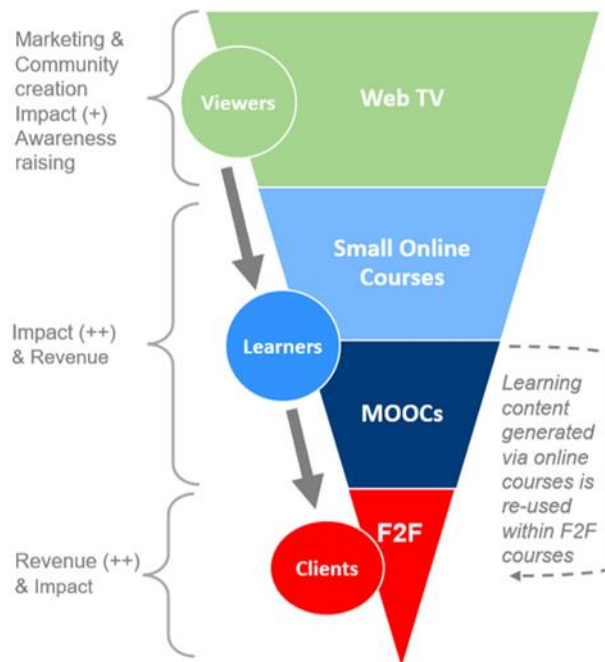 Marketing &
Community
creation
Impact (+)
Awareness
raising
Viewers
Web TV
Small Online
Courses
Impact (++)
& Revenue
Learners
MOOCs
Learning
content
generated
via online
courses is
re-used
within F2F
courses
F2F
Revenue (++)
& Impact
Clients